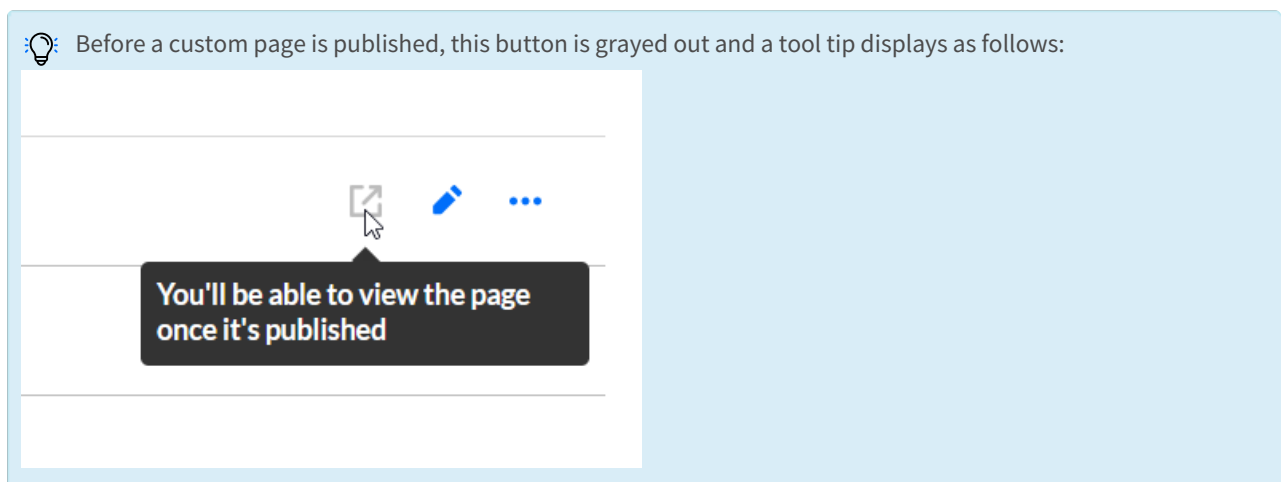 Before a custom page is published, this button is grayed out and a tool tip displays as follows:
You'll be able to view the page
once it's published